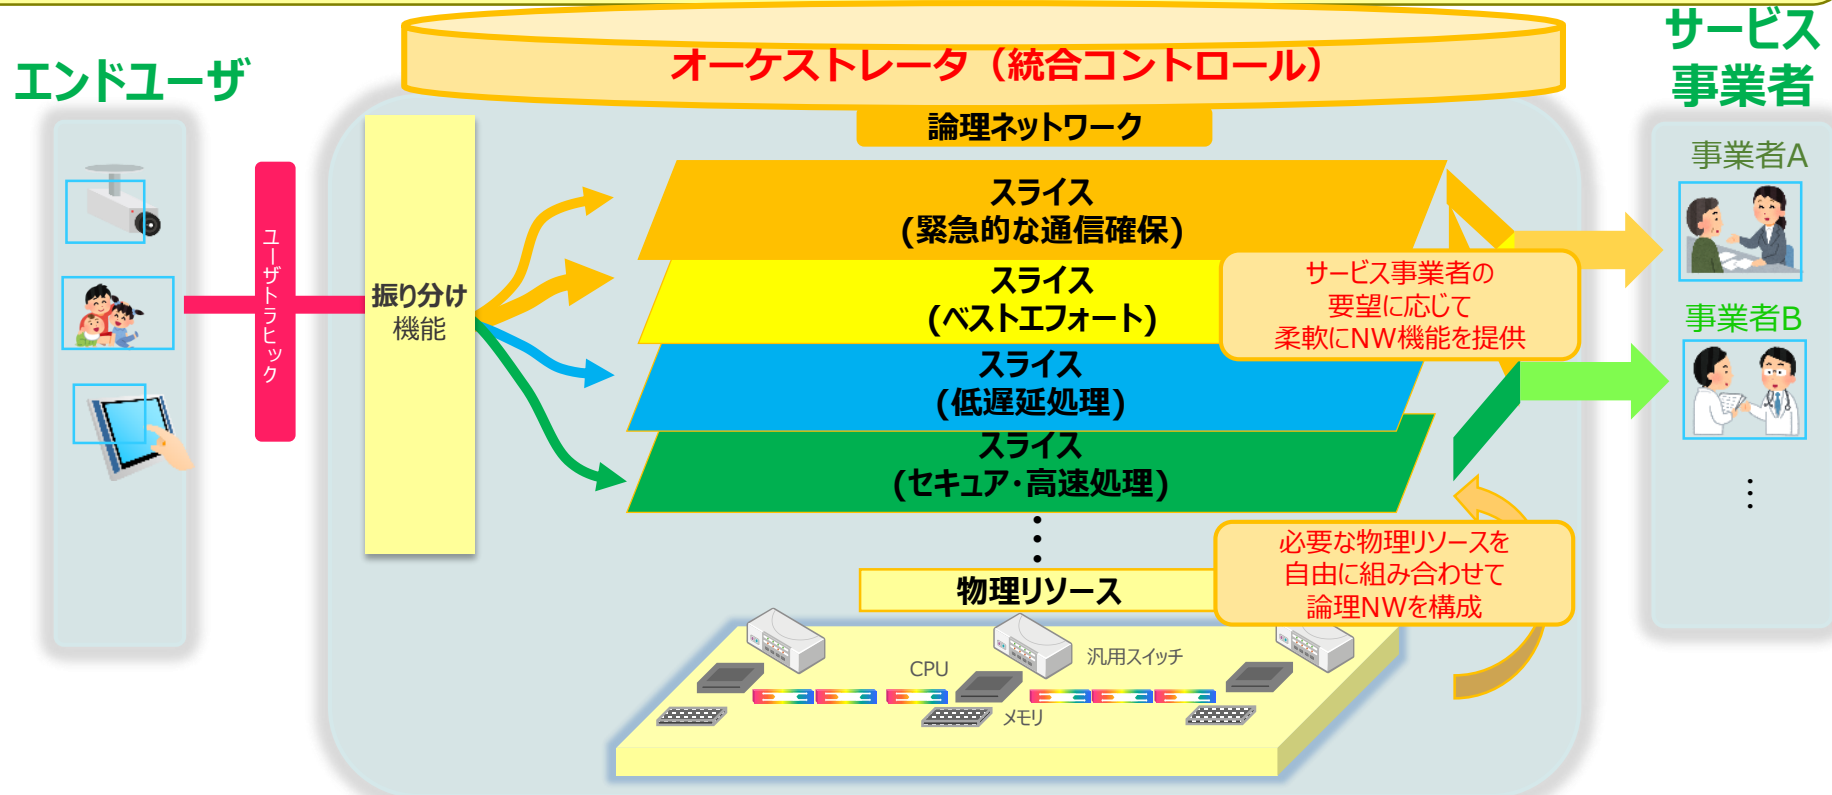 オーケストレータ（統合コントロール）
エンドユーザ
サービス
事業者
論理ネットワーク
ユーザトラヒック
振り分け
機能
スライス
(緊急的な通信確保)
スライス
(ベストエフォート)
スライス
(低遅延処理)
スライス
(セキュア・高速処理)
サービス事業者の
要望に応じて
柔軟にNW機能を提供
事業者A
事業者B
必要な物理リソースを
自由に組み合わせて
論理NWを構成
物理リソース
CPU
汎用スイッチ
メモリ